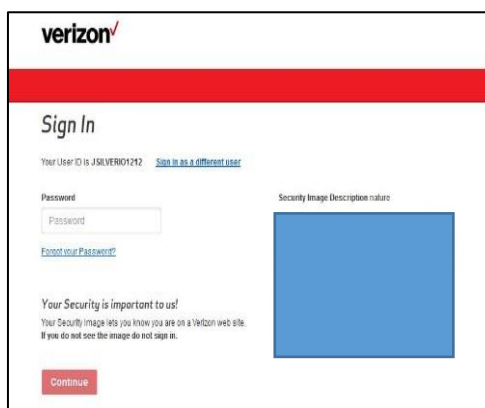 verizon✓
Sign In
Your User ID is JSILVERIO1212 Sign in as a different user
Password
Security Image Description nature
Password
Forgot your Password?
Your Security is important to us!
Your Security Image lets you know you are on a Verizon web site.
If you do not see the image do not sign in.
Continue